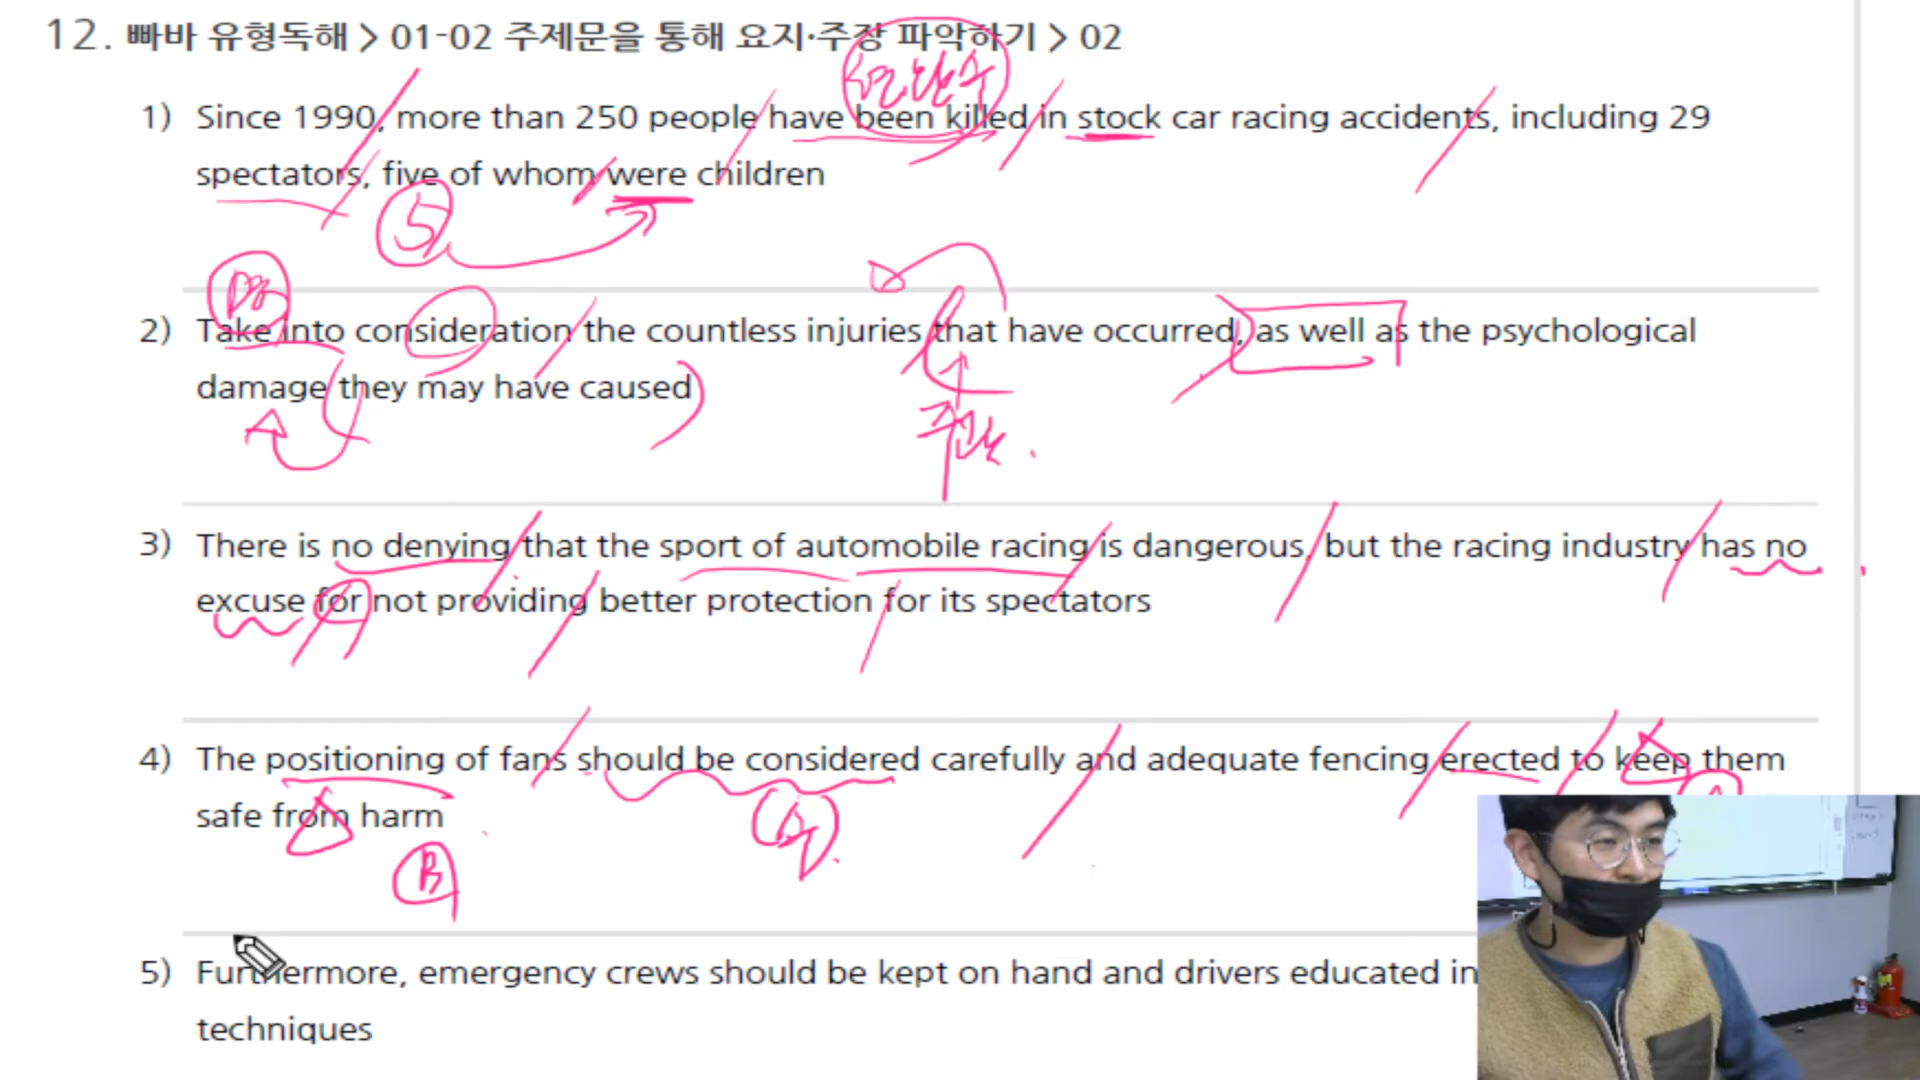 12. 빠바 유형독해 > 01-02 주제문을 통해 요지·주장 파악하기 > 02
1) Since 1990, more than 250 people have been killed in stock car racing accidents, including 29
spectators, five of whom were children
5
2) Take into consideration the countless injuries that have occurred, as well as the psychological
damage they may have caused
3) There is no denying that the sport of automobile racing is dangerous, but the racing industry has no
excuse for not providing better protection for its spectators
4) The positioning of fans should be considered carefully and adequate fencing erected to keep them
safe from harm
5) Furthermore, emergency crews should be kept on hand and drivers educated in
techniques